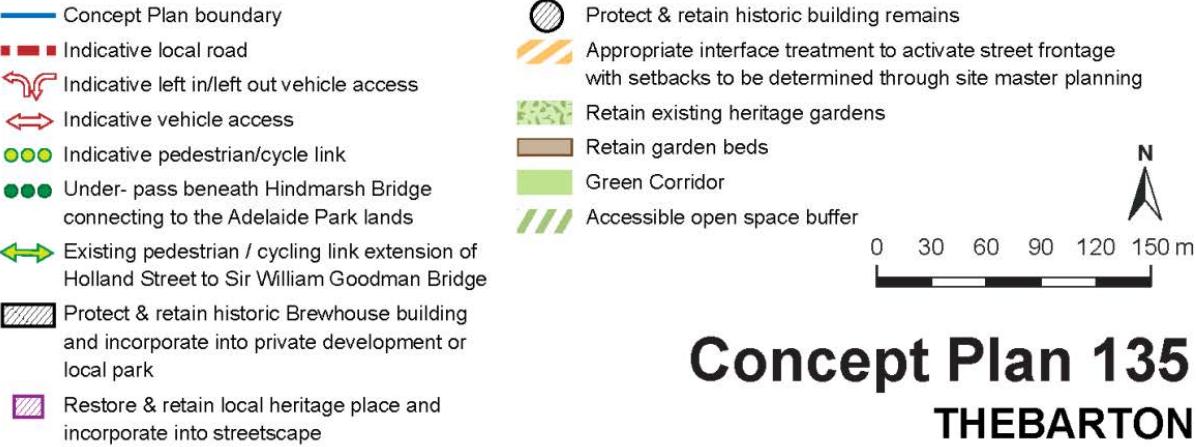 Concept Plan boundary
Indicative local road
Indicative left in/left out vehicle access
Indicative vehicle access
Indicative pedestrian/cycle link
Under- pass beneath Hindmarsh Bridge
connecting to the Adelaide Park lands
Existing pedestrian / cycling link extension of
Holland Street to Sir William Goodman Bridge
Protect & retain historic Brewhouse building
and incorporate into private development or
local park
Restore & retain local heritage place and
incorporate into streetscape
Protect & retain historic building remains
Appropriate interface treatment to activate street frontage
with setbacks to be determined through site master planning
Retain existing heritage gardens
Retain garden beds
Green Corridor
Accessible open space buffer
N
0 30 60 90 120 150 m
Concept Plan 135
THEBARTON